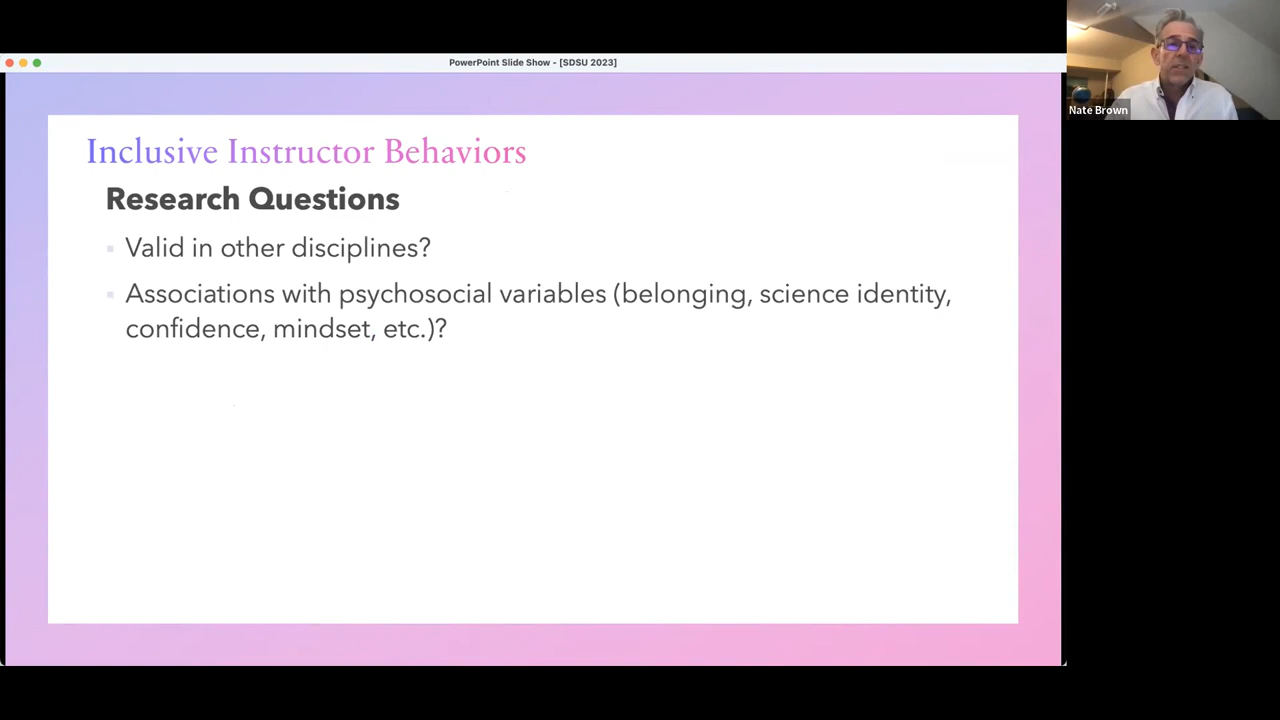 PowerPoint Slide Show - [SDSU 2023]
Nate Brown
Inclusive Instructor Behaviors
Research Questions
Valid in other disciplines?
Associations with psychosocial variables (belonging, science identity,
confidence, mindset, etc.)?